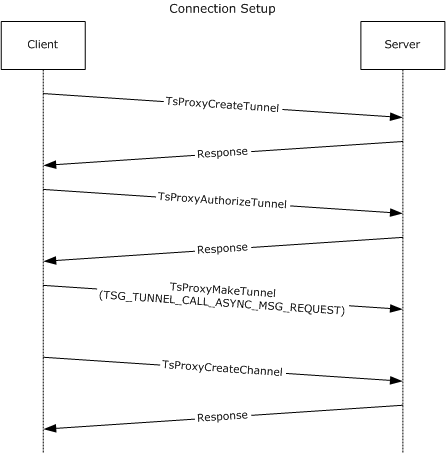 Connection Setup
Client
Server
TsProxyCreateTunnel
Response
TsProxyAuthorizeTunnel
Response
TsProxyMakeTunnel
(TSG_TUNNEL_CALL_ASYNC_MSG_REQUEST)
TsProxyCreateChannel
Response